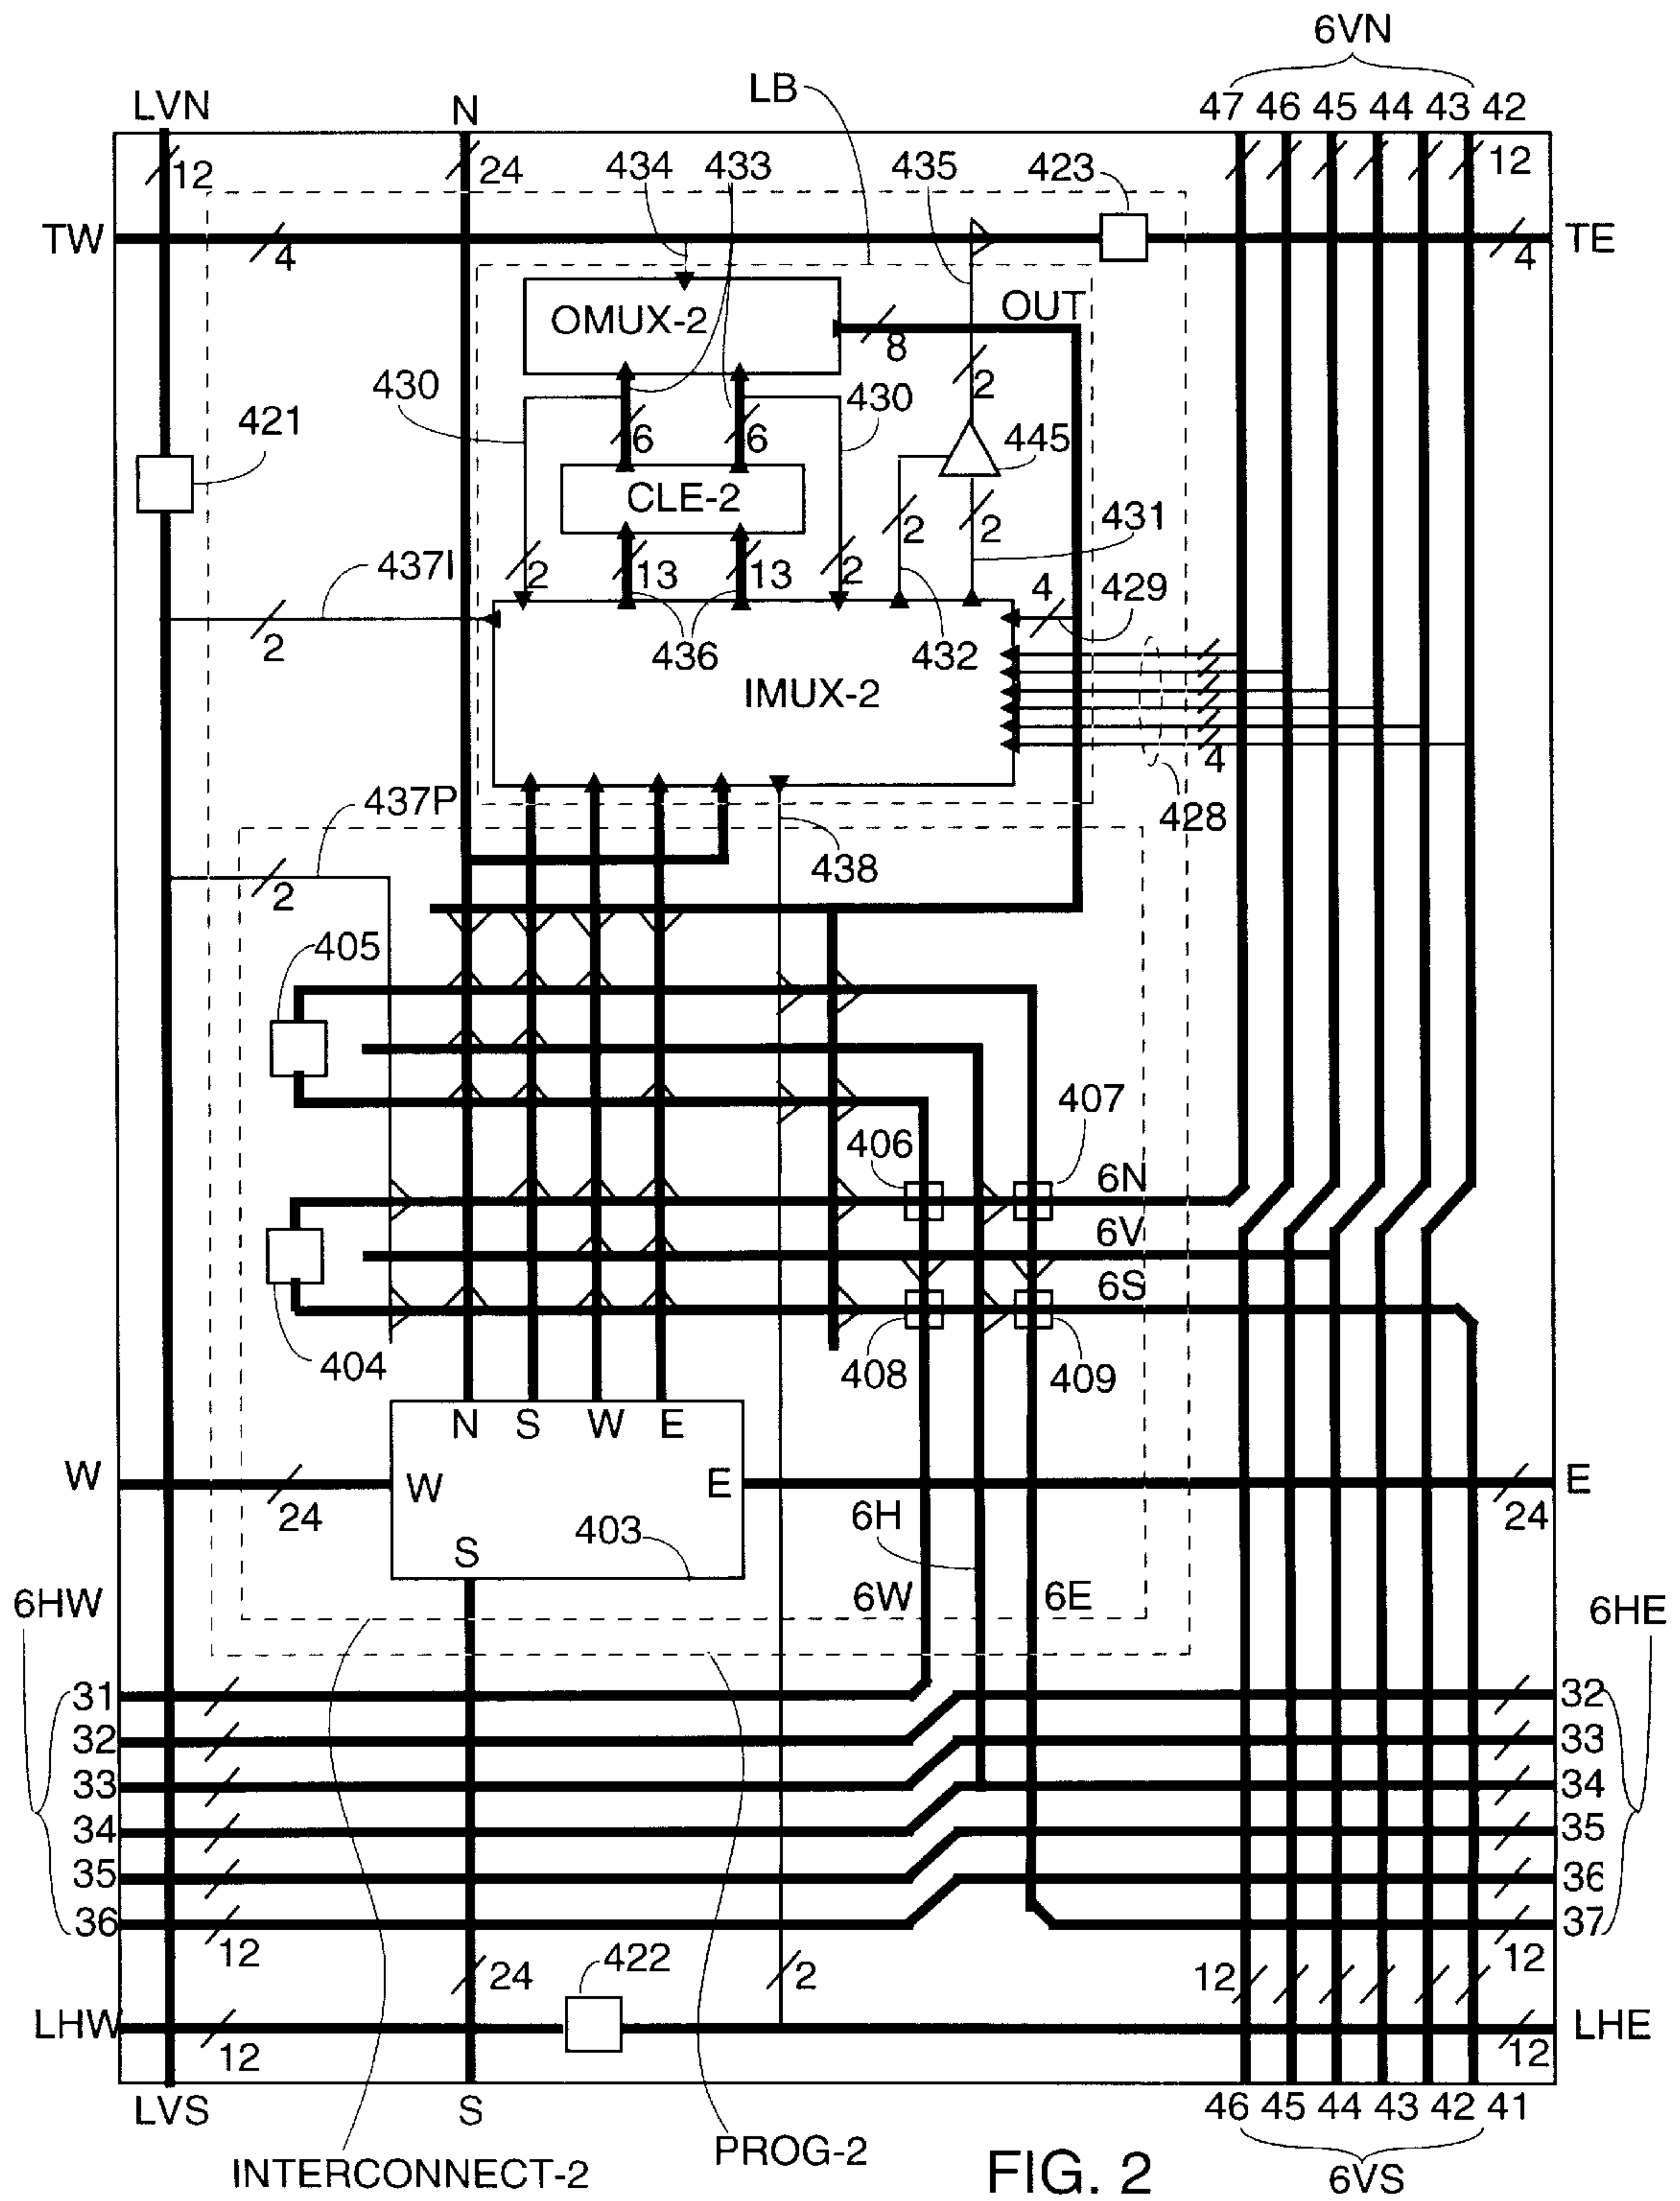 6VN
LVN
N
LB
47 46 45 44 43 42
12
24
434 433
435
423
12
TW
4
TE
4
OMUX-2
OUT
8
430
430
2
421
6
6
445
CLE-2
2
2
431
437I
2
13
13
2
4
429
2
436
432
IMUX-2
4
428
437P
438
2
405
407
406
6N
6V
6S
404
408
409
N S W E
W
W
E
E
24
24
6H
403
S
6HW
6W
6E
6HE
31
32
32
33
33
34
34
35
35
36
36
37
12
12
422
24
2
12
LHW
LHE
12
12
LVS
S
46 45 44 43 42 41
INTERCONNECT-2
PROG-2
FIG. 2
6VS